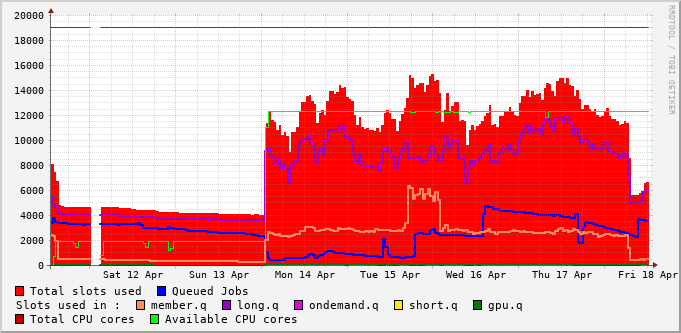 RRDTOOL / TOBI OETIKER
20000
18000
16000
14000
12000
10000
8000
6000
4000
2000
0
Sat 12 Apr Sun 13 Apr Mon 14 Apr Tue 15 Apr Wed 16 Apr Thu 17 Apr Fri 18 Apr
Total slots used Queued Jobs
Slots used in : member.q long.q ondemand.q short.q gpu.q
Total CPU cores Available CPU cores